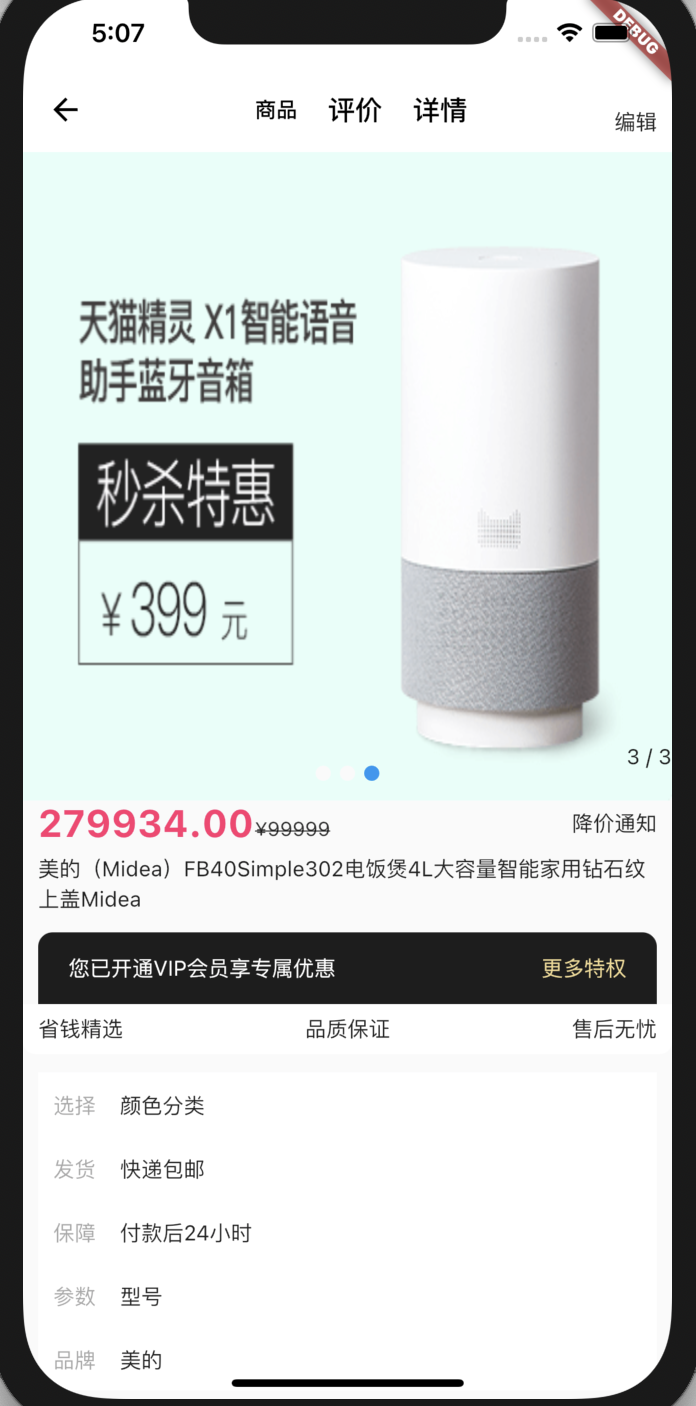 5:07
DEBUG
商品 评价 详情 编辑
天猫精灵 X1智能语音
助手蓝牙音箱
秒杀特惠
¥399 元
3 / 3
279934.00 ¥99999 降价通知
美的（Midea）FB40Simple302电饭煲4L大容量智能家用钻石纹
上盖Midea
您已开通VIP会员享专属优惠 更多特权
省钱精选 品质保证 售后无忧
选择 颜色分类
发货 快递包邮
保障 付款后24小时
参数 型号
品牌 美的